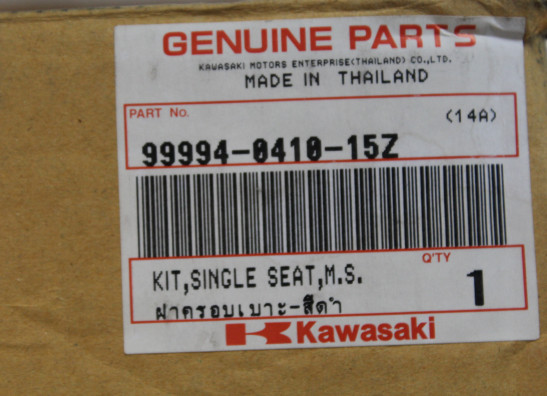 GENUINE PARTS
KAWASAKI MOTORS ENTERPRISE(THAILAND) CO.,LTD.
MADE IN THAILAND
PART No.
(14A)
99994-0410-15Z
Q'TY
KIT,SINGLE SEAT,M.S.
1
ฝาครอบเบาะ-สีดำ
Kawasaki